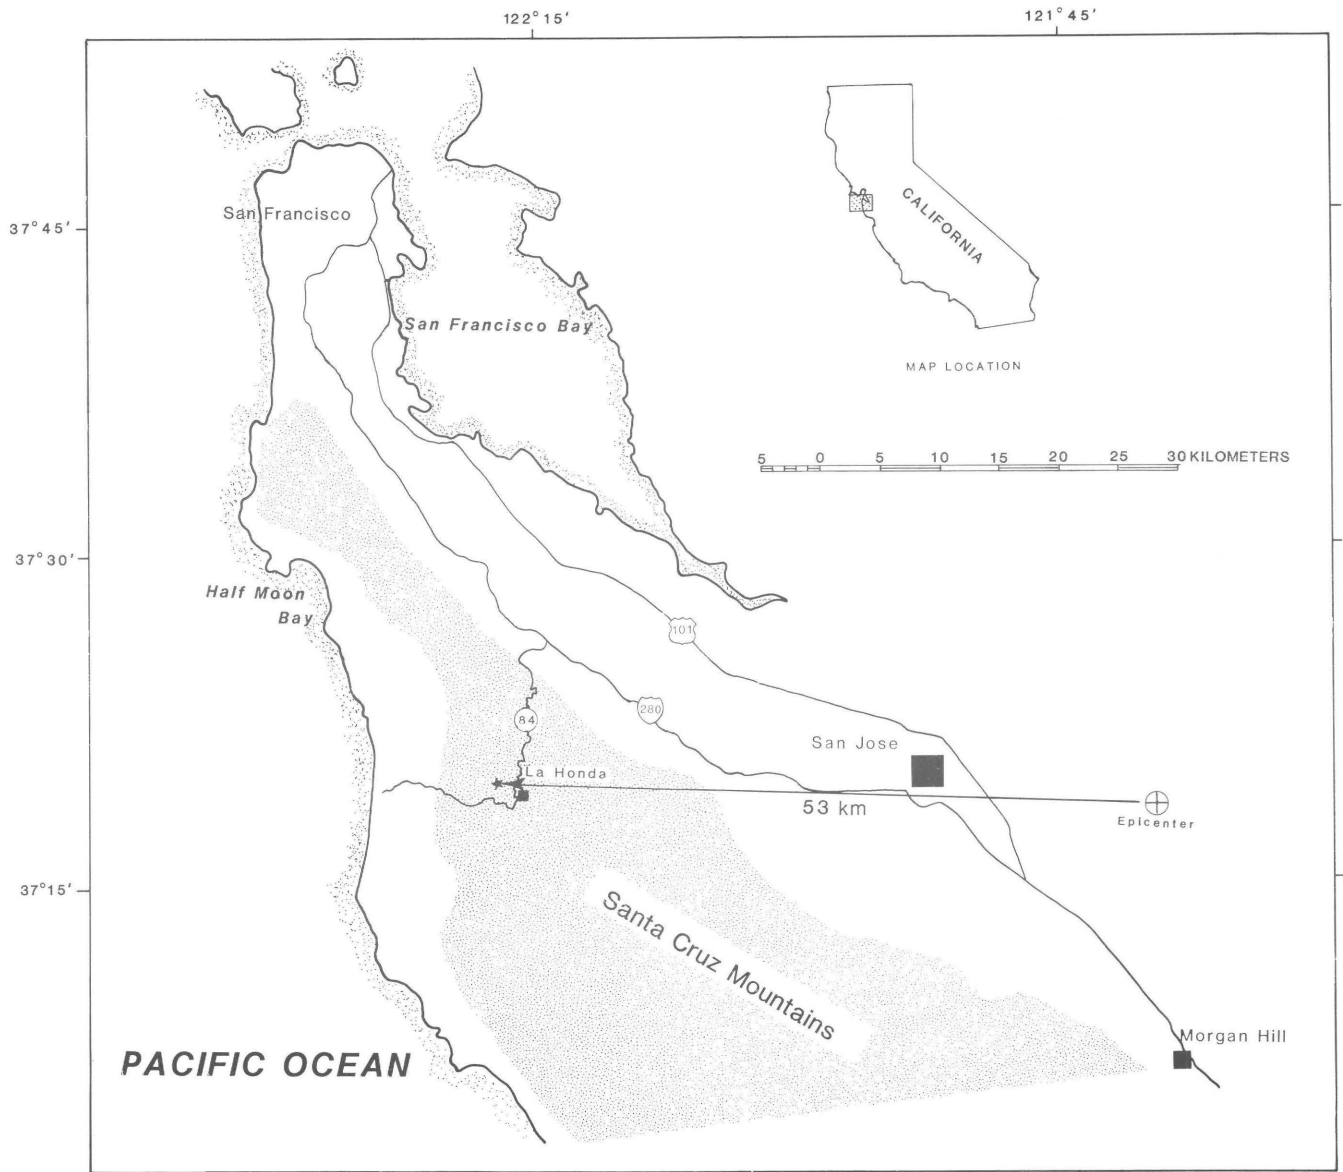 122°15′
121°45′
San Francisco
37°45′
CALIFORNIA
San Francisco Bay
MAP LOCATION
5 0 5 10 15 20 25 30 KILOMETERS
37°30′
Half Moon
Bay
101
280
84
San Jose
La Honda
53 km
Epicenter
37°15′
Santa Cruz Mountains
Morgan Hill
PACIFIC OCEAN